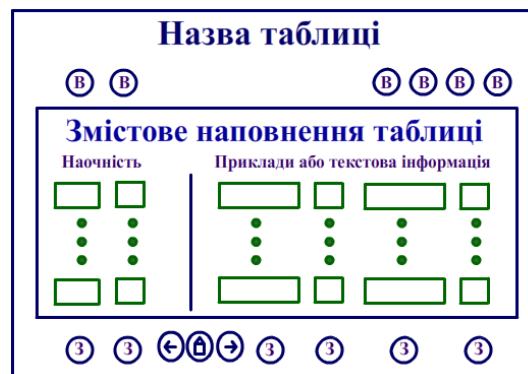 Назва таблиці
В В В В В В
Змістове наповнення таблиці
Наочність Приклади або текстова інформація
З З З З З З